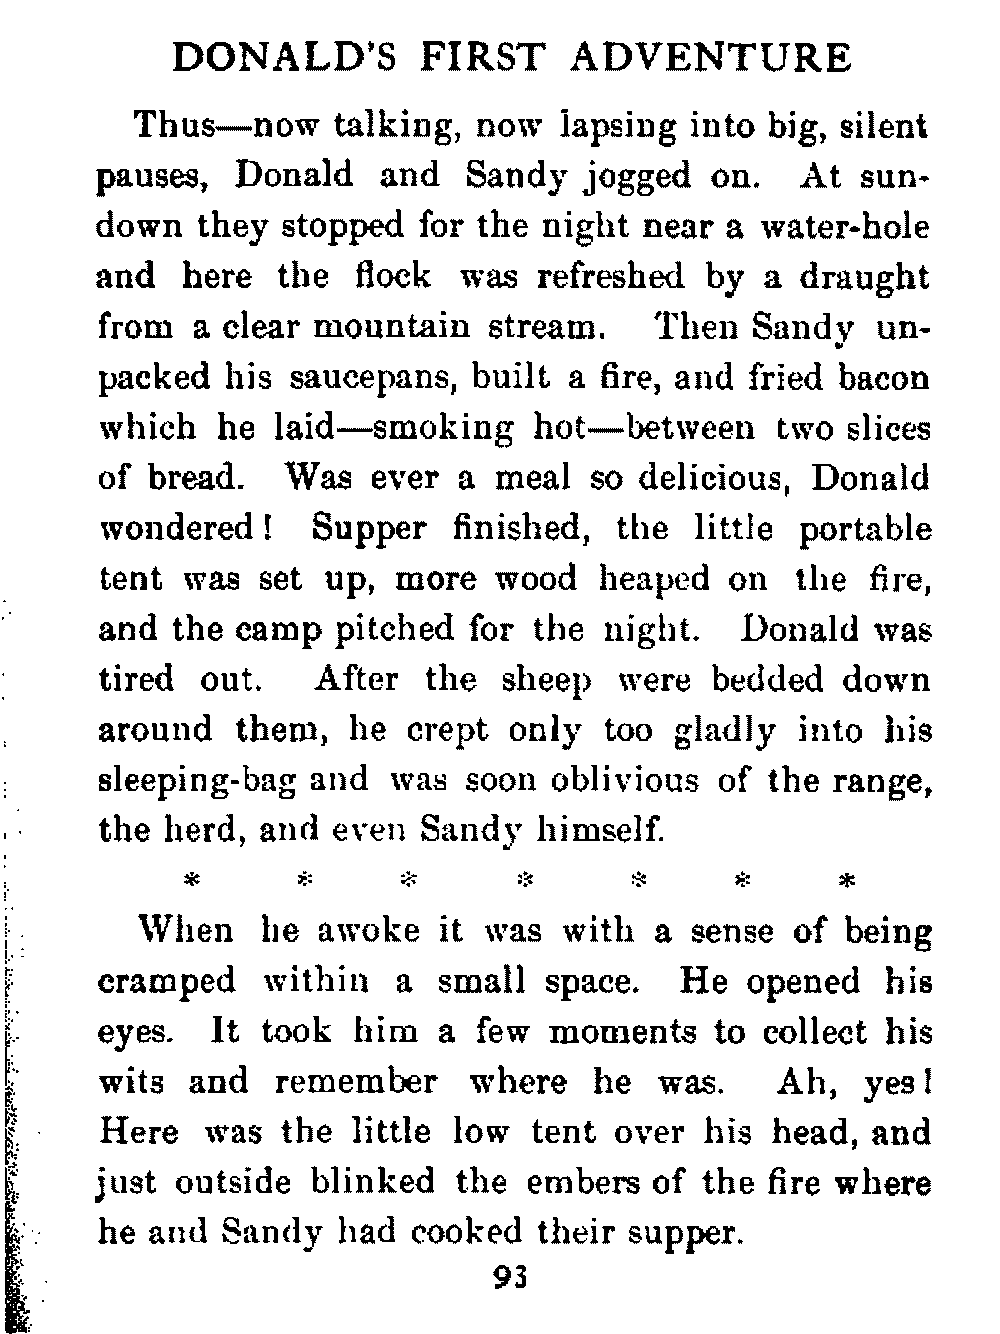 DONALD'S FIRST ADVENTURE
Thus—now talking, now lapsing into big, silent
pauses, Donald and Sandy jogged on. At sun-
down they stopped for the night near a water-hole
and here the flock was refreshed by a draught
from a clear mountain stream. Then Sandy un-
packed his saucepans, built a fire, and fried bacon
which he laid—smoking hot—between two slices
of bread. Was ever a meal so delicious, Donald
wondered! Supper finished, the little portable
tent was set up, more wood heaped on the fire,
and the camp pitched for the night. Donald was
tired out. After the sheep were bedded down
around them, he crept only too gladly into his
sleeping-bag and was soon oblivious of the range,
the herd, and even Sandy himself.
* * * * * * *
When he awoke it was with a sense of being
cramped within a small space. He opened his
eyes. It took him a few moments to collect his
wits and remember where he was. Ah, yes!
Here was the little low tent over his head, and
just outside blinked the embers of the fire where
he and Sandy had cooked their supper.
93